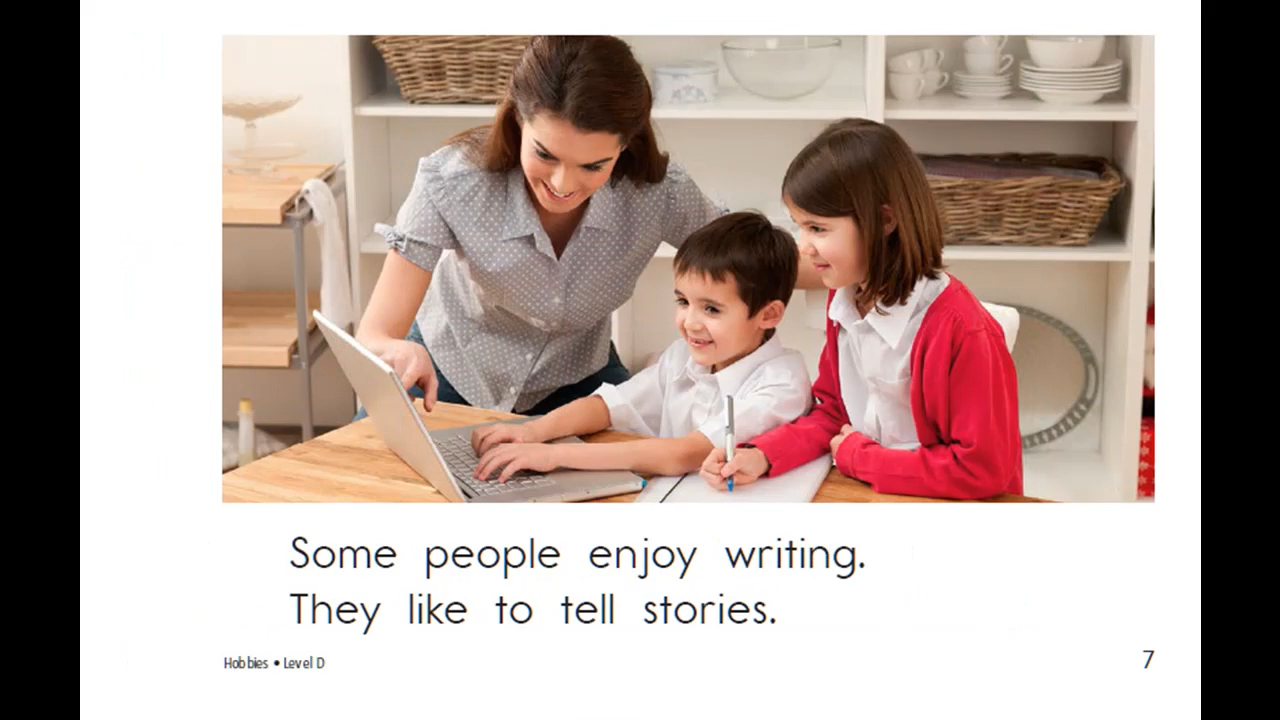 Some people enjoy writing.
They like to tell stories.
Hobbies • Level D
7